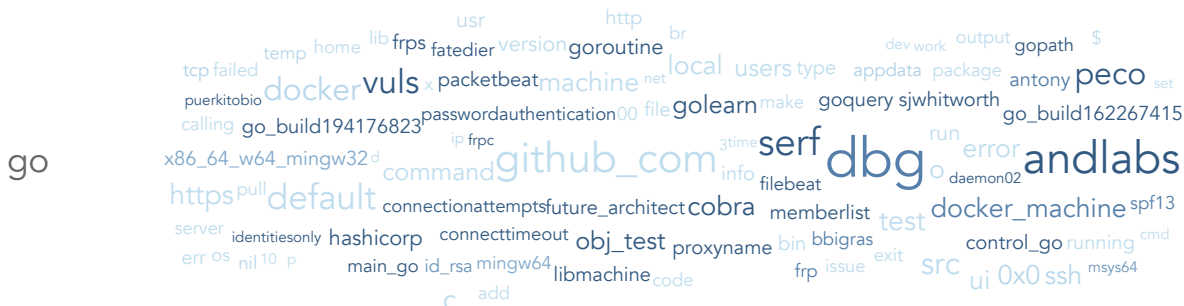 usr http
temp home lib frps fatedier version goroutine br dev work output gopath $
tcp failed docker vuls x packetbeat machine net local users type appdata package antony peco set
puerkitobio passwordauthentication 00 file golearn make goquery sjwhitworth go_build162267415
calling go_build194176823 ip frpc 3time serf dbg run error
go x86_64_w64_mingw32 d command github_com info filebeat o daemon02 andlabs
https pull default connectionattempts future_architect cobra memberlist test docker_machine spf13
server identitiesonly hashicorp connecttimeout obj_test proxyname bin bbigras control_go running cmd
err os nil 10 p main_go id_rsa mingw64 libmachine code frp issue exit src ui 0x0 ssh msys64
c add